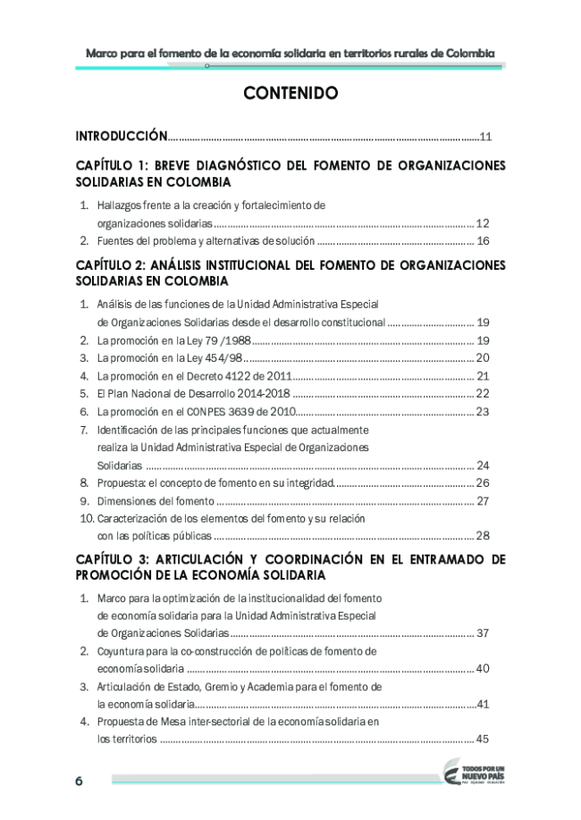 Marco para el fomento de la economía solidaria en territorios rurales de Colombia
CONTENIDO
INTRODUCCIÓN.....................................................................................................11
CAPÍTULO 1: BREVE DIAGNÓSTICO DEL FOMENTO DE ORGANIZACIONES
SOLIDARIAS EN COLOMBIA
1. Hallazgos frente a la creación y fortalecimiento de
organizaciones solidarias........................................................................................ 12
2. Fuentes del problema y alternativas de solución ..................................................... 16
CAPÍTULO 2: ANÁLISIS INSTITUCIONAL DEL FOMENTO DE ORGANIZACIONES
SOLIDARIAS EN COLOMBIA
1. Análisis de las funciones de la Unidad Administrativa Especial
de Organizaciones Solidarias desde el desarrollo constitucional .............................. 19
2. La promoción en la Ley 79 /1988........................................................................... 19
3. La promoción en la Ley 454/98.............................................................................. 20
4. La promoción en el Decreto 4122 de 2011.............................................................. 21
5. El Plan Nacional de Desarrollo 2014-2018 ............................................................. 22
6. La promoción en el CONPES 3639 de 2010............................................................. 23
7. Identificación de las principales funciones que actualmente
realiza la Unidad Administrativa Especial de Organizaciones
Solidarias ............................................................................................................... 24
8. Propuesta: el concepto de fomento en su integridad................................................ 26
9. Dimensiones del fomento ....................................................................................... 27
10. Caracterización de los elementos del fomento y su relación
con las políticas públicas ........................................................................................ 28
CAPÍTULO 3: ARTICULACIÓN Y COORDINACIÓN EN EL ENTRAMADO DE
PROMOCIÓN DE LA ECONOMÍA SOLIDARIA
1. Marco para la optimización de la institucionalidad del fomento
de economía solidaria para la Unidad Administrativa Especial
de Organizaciones Solidarias................................................................................... 37
2. Coyuntura para la co-construcción de políticas de fomento de
economía solidaria ................................................................................................. 40
3. Articulación de Estado, Gremio y Academia para el fomento de
la economía solidaria...............................................................................................41
4. Propuesta de Mesa inter-sectorial de la economía solidaria en
los territorios .......................................................................................................... 45
6
TODOS POR UN
NUEVO PAÍS
PAZ EQUIDAD EDUCACIÓN